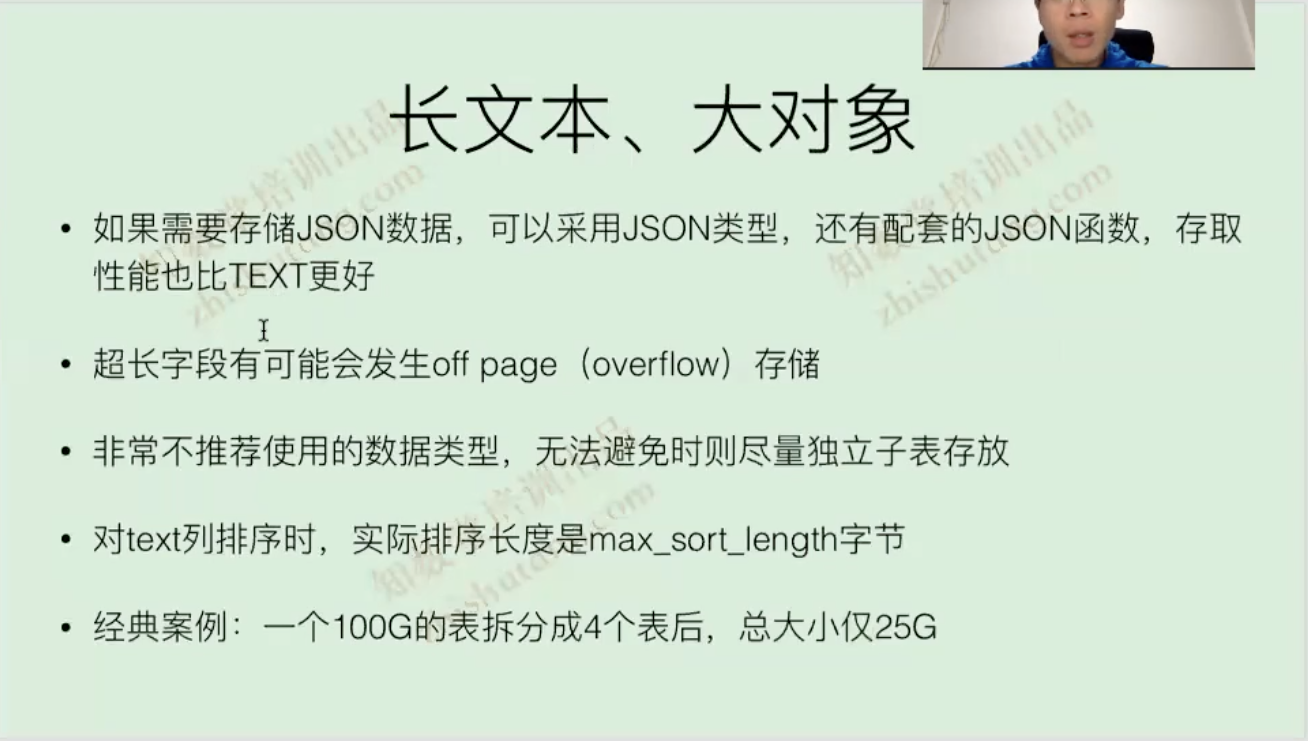 长文本、大对象
• 如果需要存储JSON数据，可以采用JSON类型，还有配套的JSON函数，存取
性能也比TEXT更好
• 超长字段有可能会发生off page（overflow）存储
• 非常不推荐使用的数据类型，无法避免时则尽量独立子表存放
• 对text列排序时，实际排序长度是max_sort_length字节
• 经典案例：一个100G的表拆分成4个表后，总大小仅25G
知数堂培训出品
zhishutang.com
知数堂培训出品
zhishutang.com
知数堂培训出品
zhishutang.com